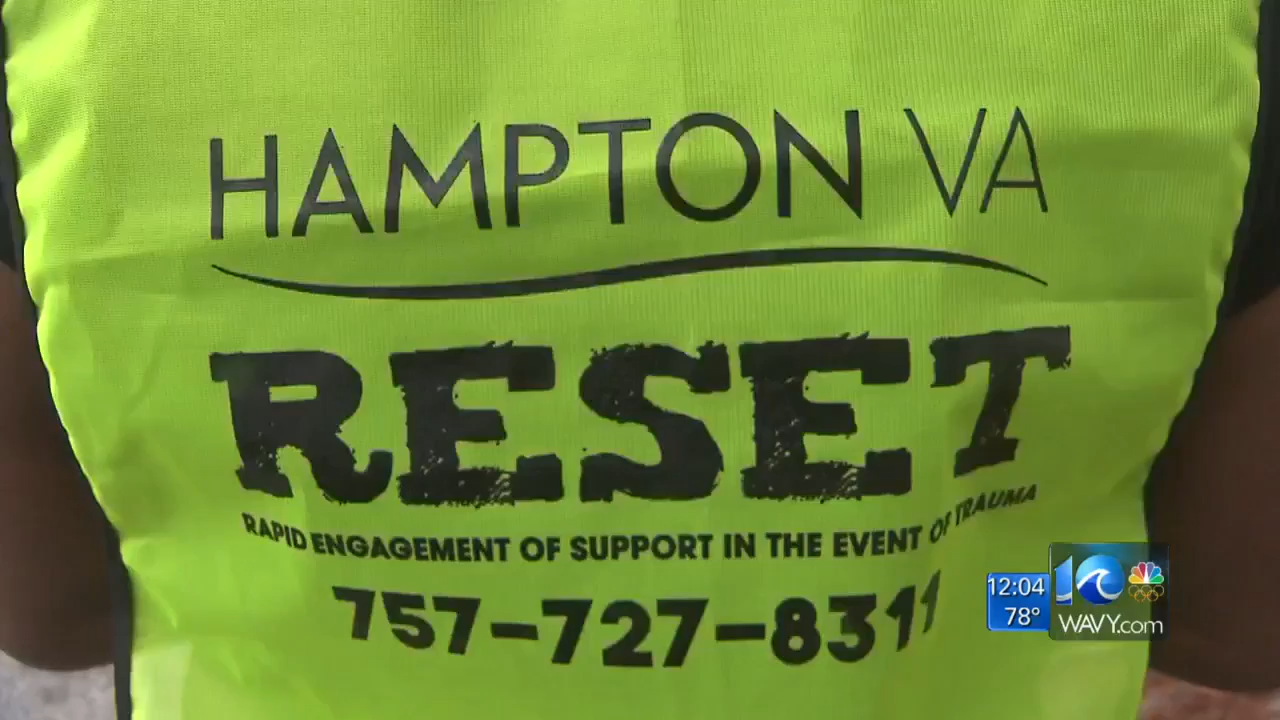 HAMPTON VA
RESET
RAPID ENGAGEMENT OF SUPPORT IN THE EVENT OF TRAUMA
757-727-8311
12:04
78°
10
WAVY.com